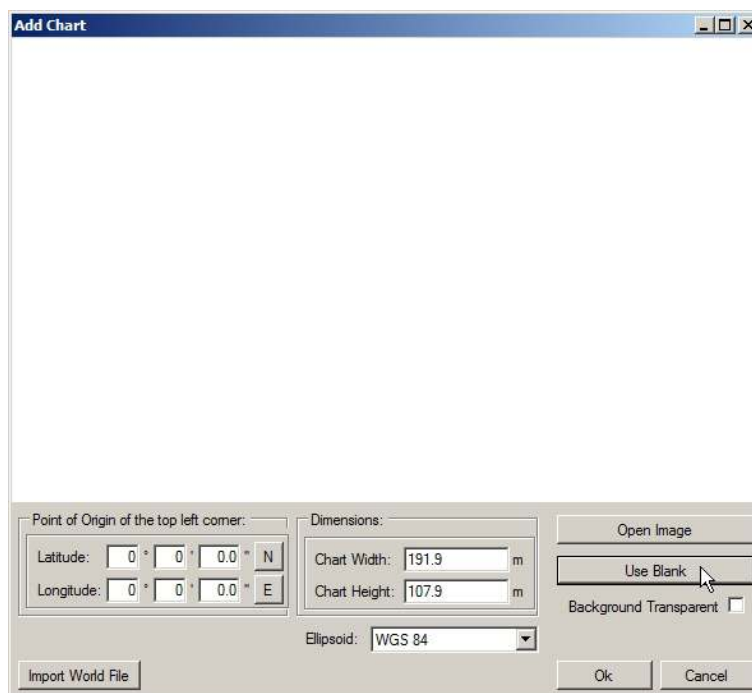 Add Chart
Point of Origin of the top left corner:
Latitude: 0 ° 0 ' 0.0 " N
Longitude: 0 ° 0 ' 0.0 " E
Dimensions:
Chart Width: 191.9 m
Chart Height: 107.9 m
Ellipsoid: WGS 84
Open Image
Use Blank
Background Transparent
Import World File
Ok Cancel